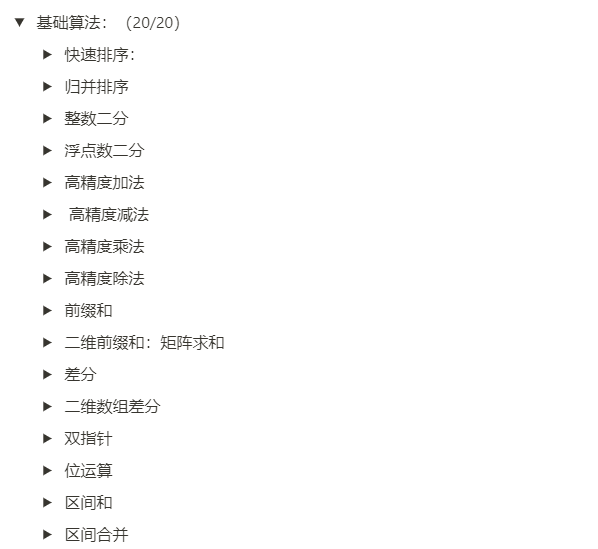 基础算法：（20/20）
快速排序：
归并排序
整数二分
浮点数二分
高精度加法
高精度减法
高精度乘法
高精度除法
前缀和
二维前缀和：矩阵求和
差分
二维数组差分
双指针
位运算
区间和
区间合并